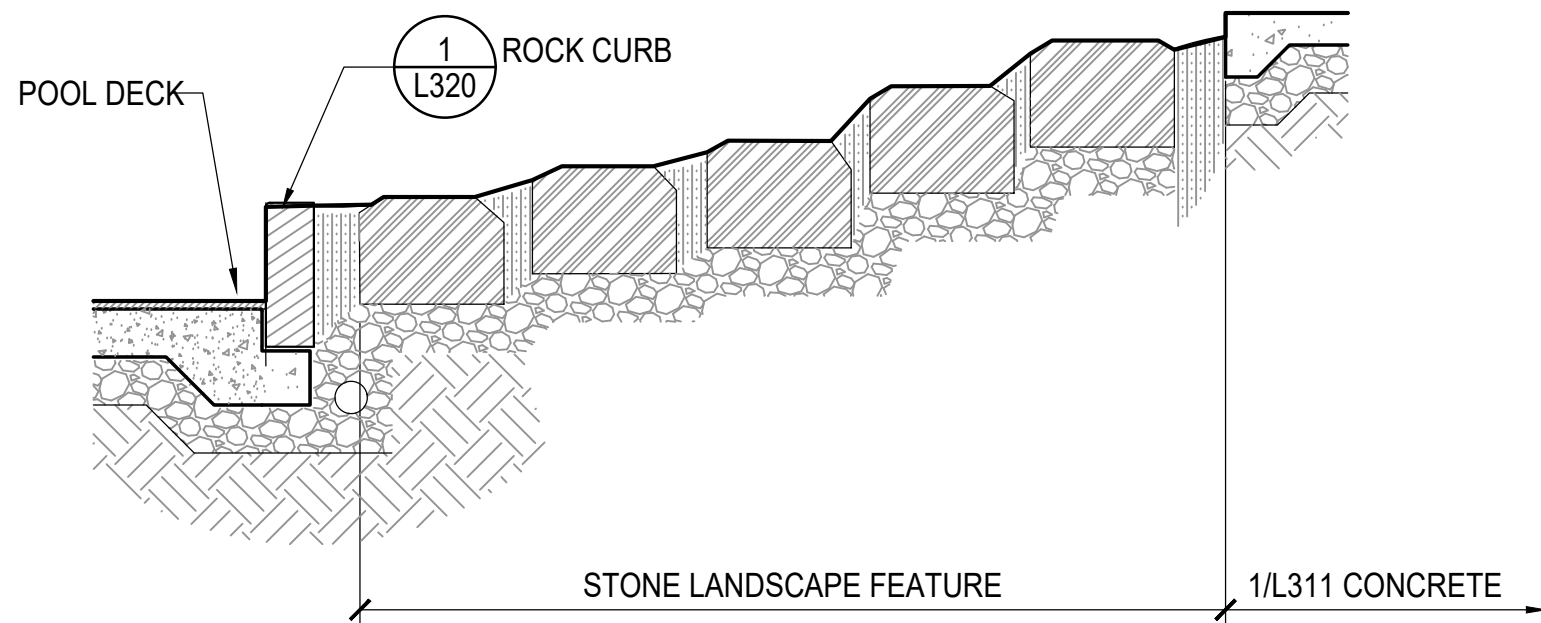 1
L320
ROCK CURB
POOL DECK
STONE LANDSCAPE FEATURE
1/L311 CONCRETE